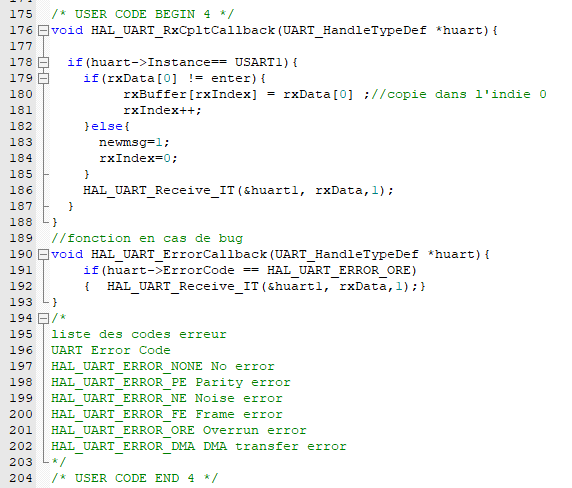 175 /* USER CODE BEGIN 4 */
176 void HAL_UART_RxCpltCallback(UART_HandleTypeDef *huart){
177
178 if(huart->Instance== USART1){
179 if(rxData[0] != enter){
180 rxBuffer[rxIndex] = rxData[0] ;//copie dans l'indie 0
181 rxIndex++;
182 }else{
183 newmsg=1;
184 rxIndex=0;
185 }
186 HAL_UART_Receive_IT(&huart1, rxData,1);
187 }
188 }
189 //fonction en cas de bug
190 void HAL_UART_ErrorCallback(UART_HandleTypeDef *huart){
191 if(huart->ErrorCode == HAL_UART_ERROR_ORE)
192 { HAL_UART_Receive_IT(&huart1, rxData,1);}
193 }
194 /*
195 liste des codes erreur
196 UART Error Code
197 HAL_UART_ERROR_NONE No error
198 HAL_UART_ERROR_PE Parity error
199 HAL_UART_ERROR_NE Noise error
200 HAL_UART_ERROR_FE Frame error
201 HAL_UART_ERROR_ORE Overrun error
202 HAL_UART_ERROR_DMA DMA transfer error
203 */
204 /* USER CODE END 4 */